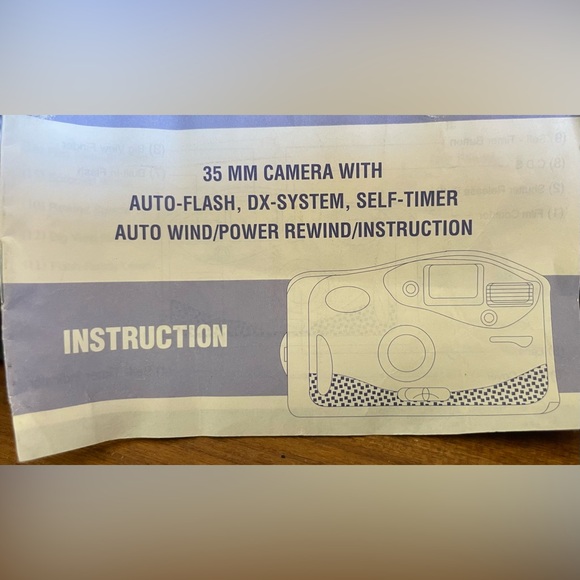 35 MM CAMERA WITH
AUTO-FLASH, DX-SYSTEM, SELF-TIMER
AUTO WIND/POWER REWIND/INSTRUCTION
INSTRUCTION